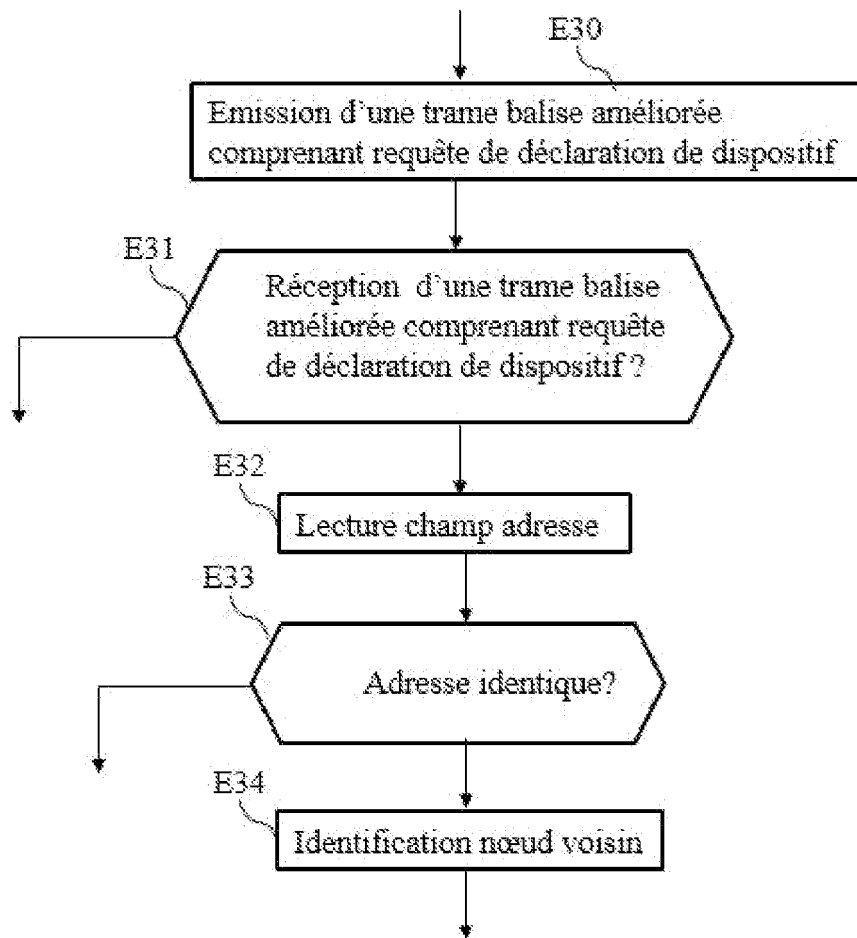 E30
Emission d'une trame balise améliorée
comprenant requête de déclaration de dispositif
E31
Réception d'une trame balise
améliorée comprenant requête
de déclaration de dispositif ?
E32
Lecture champ adresse
E33
Adresse identique?
E34
Identification nœud voisin